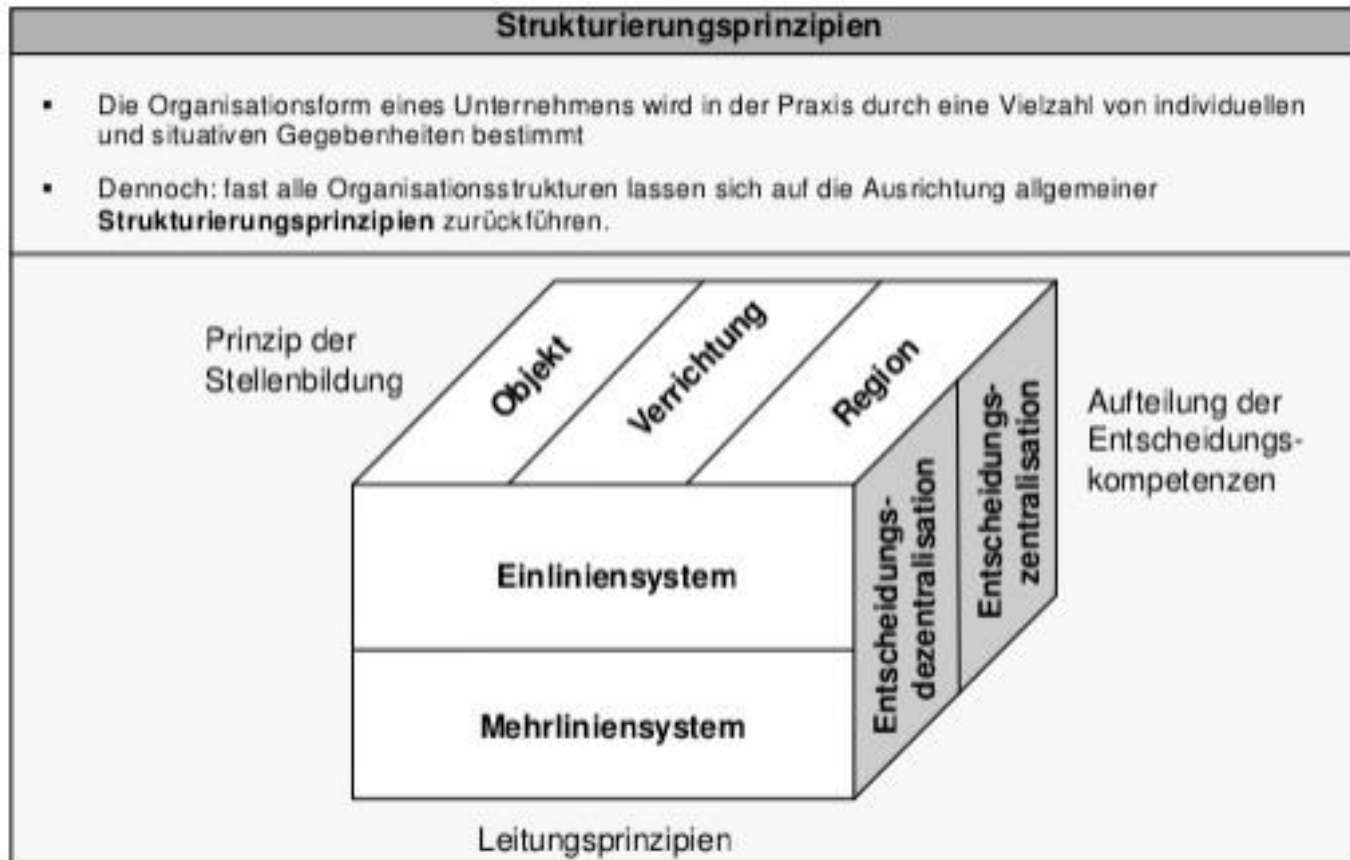 Strukturierungsprinzipien
▪ Die Organisationsform eines Unternehmens wird in der Praxis durch eine Vielzahl von individuellen
und situativen Gegebenheiten bestimmt
▪ Dennoch: fast alle Organisationsstrukturen lassen sich auf die Ausrichtung allgemeiner
Strukturierungsprinzipien zurückführen.
Prinzip der
Stellenbildung
Objekt
Verrichtung
Region
Aufteilung der
Entscheidungs-
kompetenzen
Einliniensystem
Mehrliniensystem
Entscheidungs-
dezentralisation
Entscheidungs-
zentralisation
Leitungsprinzipien